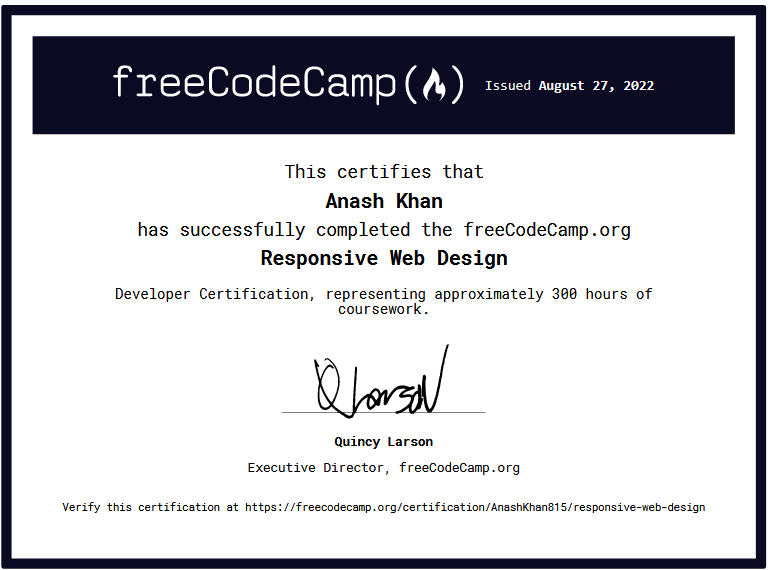 freeCodeCamp(🔥) Issued August 27, 2022
This certifies that
Anash Khan
has successfully completed the freeCodeCamp.org
Responsive Web Design
Developer Certification, representing approximately 300 hours of
coursework.
Q Larson
Quincy Larson
Executive Director, freeCodeCamp.org
Verify this certification at https://freecodecamp.org/certification/AnashKhan815/responsive-web-design